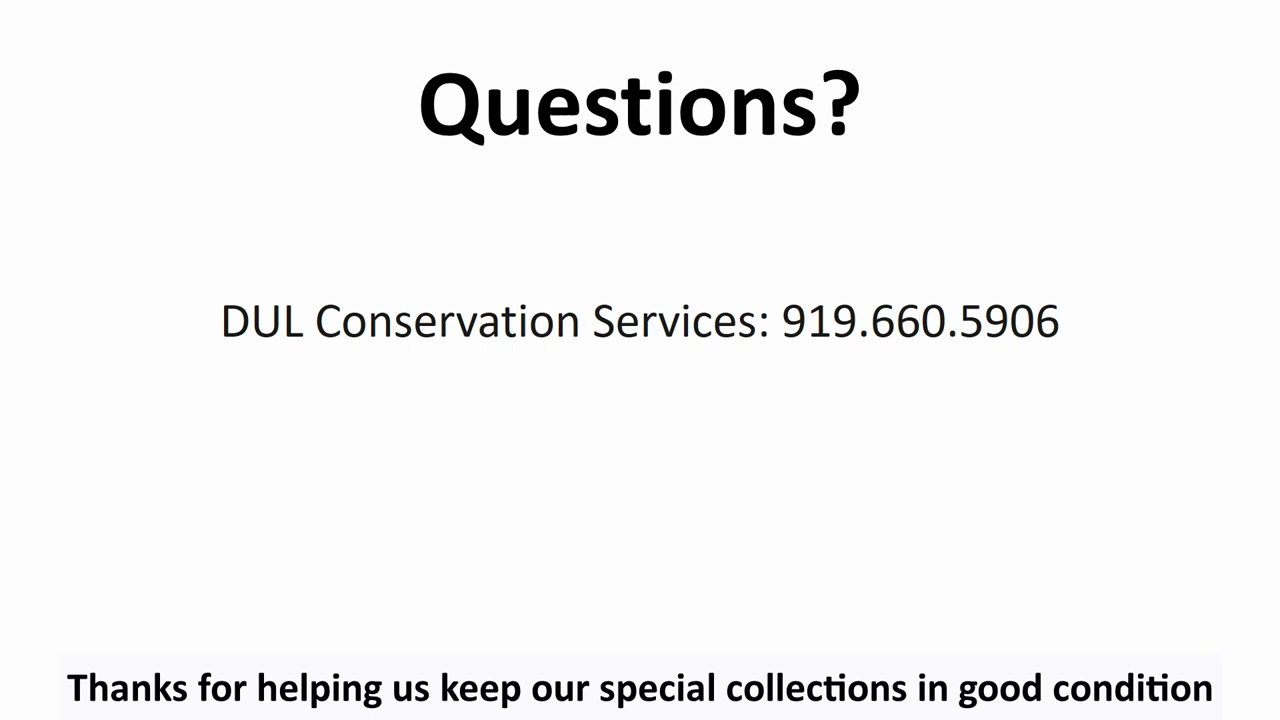 Questions?
DUL Conservation Services: 919.660.5906
Thanks for helping us keep our special collections in good condition